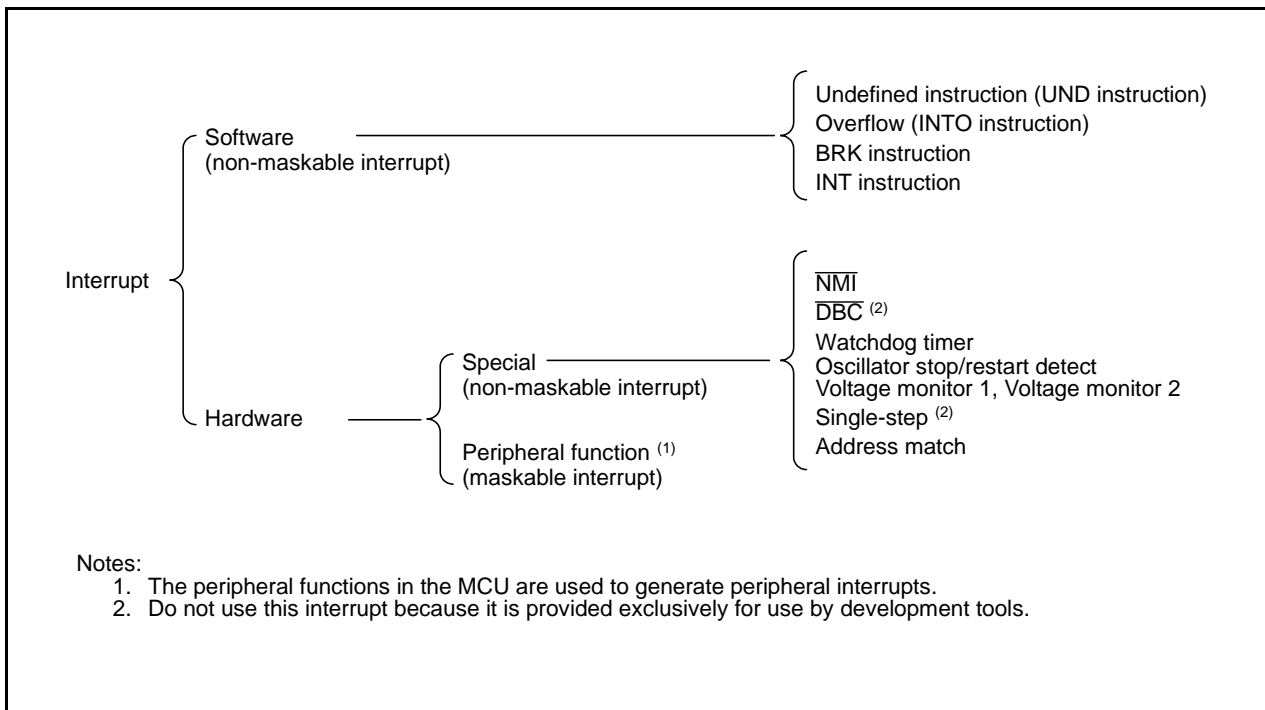 Interrupt
Software
(non-maskable interrupt)
Undefined instruction (UND instruction)
Overflow (INTO instruction)
BRK instruction
INT instruction
Hardware
Special
(non-maskable interrupt)
NMI
DBC (2)
Watchdog timer
Oscillator stop/restart detect
Voltage monitor 1, Voltage monitor 2
Single-step (2)
Address match
Peripheral function (1)
(maskable interrupt)
Notes:
1. The peripheral functions in the MCU are used to generate peripheral interrupts.
2. Do not use this interrupt because it is provided exclusively for use by development tools.